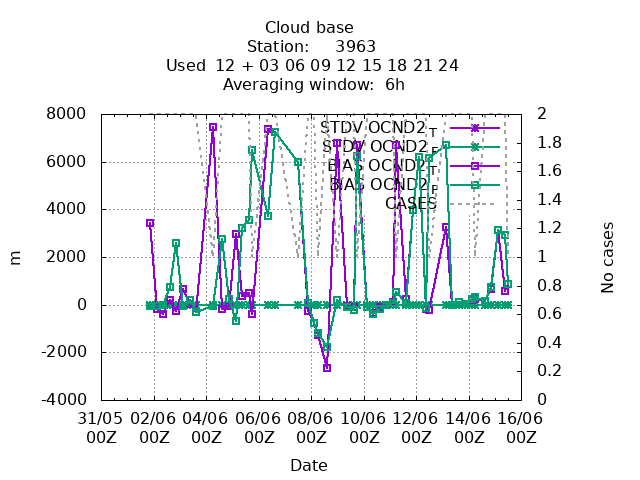 Cloud base
Station: 3963
Used 12 + 03 06 09 12 15 18 21 24
Averaging window: 6h
8000
6000
4000
2000
0
-2000
-4000
m
2
1.8
1.6
1.4
1.2
1
0.8
0.6
0.4
0.2
0
No cases
STDV OCND2_T
STDV OCND2_F
BIAS OCND2_T
BIAS OCND2_F
CASES
31/05 02/06 04/06 06/06 08/06 10/06 12/06 14/06 16/06
00Z 00Z 00Z 00Z 00Z 00Z 00Z 00Z 00Z
Date